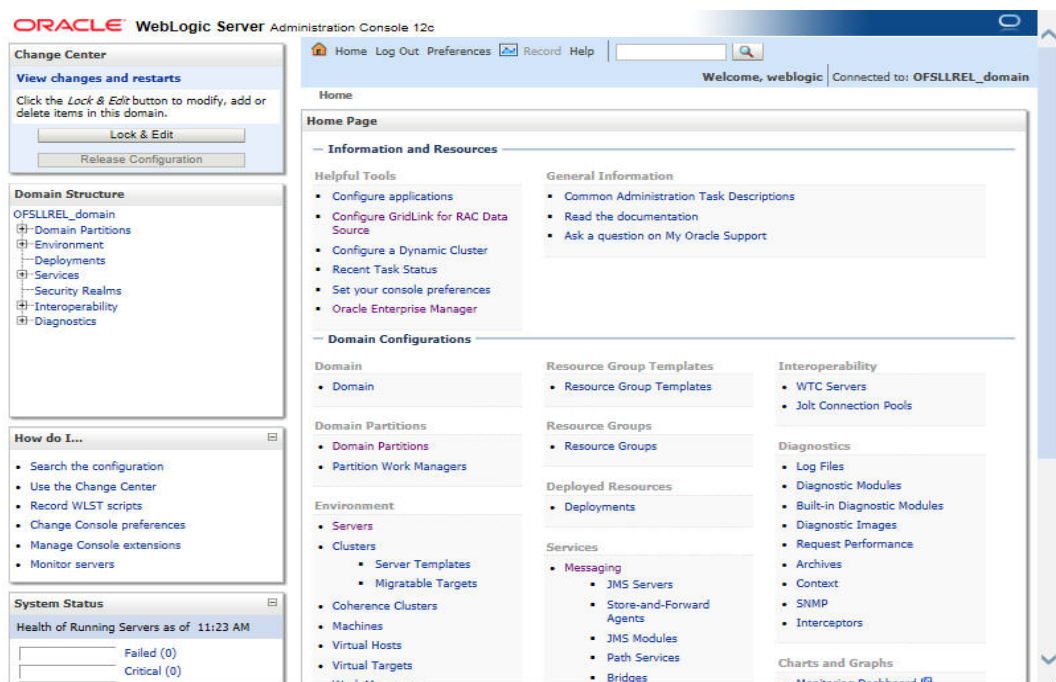 ORACLE WebLogic Server Administration Console 12c
Change Center
View changes and restarts
Click the Lock & Edit button to modify, add or
delete items in this domain.
Lock & Edit
Release Configuration
Domain Structure
OFSLLREL_domain
Domain Partitions
Environment
Deployments
Services
Security Realms
Interoperability
Diagnostics
How do I...
Search the configuration
Use the Change Center
Record WLST scripts
Change Console preferences
Manage Console extensions
Monitor servers
System Status
Health of Running Servers as of 11:23 AM
Failed (0)
Critical (0)
Home Log Out Preferences Record Help
Welcome, weblogic Connected to: OFSLLREL_domain
Home
Home Page
Information and Resources
Helpful Tools
Configure applications
Configure GridLink for RAC Data
Source
Configure a Dynamic Cluster
Recent Task Status
Set your console preferences
Oracle Enterprise Manager
General Information
Common Administration Task Descriptions
Read the documentation
Ask a question on My Oracle Support
Domain Configurations
Domain
Domain
Domain Partitions
Domain Partitions
Partition Work Managers
Environment
Servers
Clusters
Server Templates
Migratable Targets
Coherence Clusters
Machines
Virtual Hosts
Virtual Targets
Resource Group Templates
Resource Group Templates
Resource Groups
Resource Groups
Deployed Resources
Deployments
Services
Messaging
JMS Servers
Store-and-Forward
Agents
JMS Modules
Path Services
Bridges
Interoperability
WTC Servers
Jolt Connection Pools
Diagnostics
Log Files
Diagnostic Modules
Built-in Diagnostic Modules
Diagnostic Images
Request Performance
Archives
Context
SNMP
Interceptors
Charts and Graphs
Monitoring Dashboard